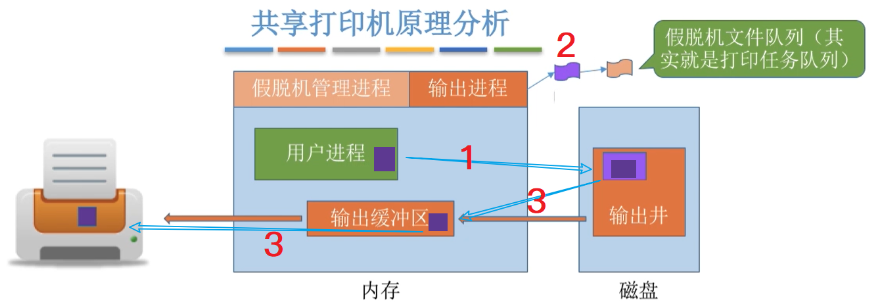 共享打印机原理分析
2
假脱机文件队列（其
实就是打印任务队列）
假脱机管理进程
输出进程
用户进程
1
3
输出缓冲区
输出井
3
内存
磁盘